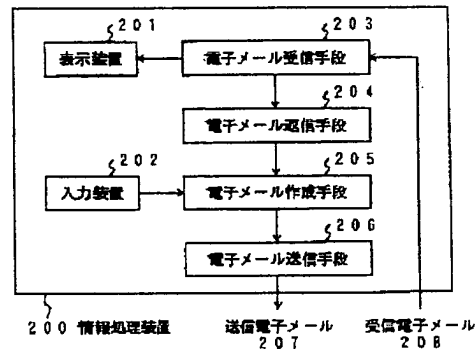 201
203
表示装置
電子メール受信手段
204
電子メール返信手段
202
205
入力装置
電子メール作成手段
206
電子メール送信手段
200 情報処理装置
送信電子メール
207
受信電子メール
208